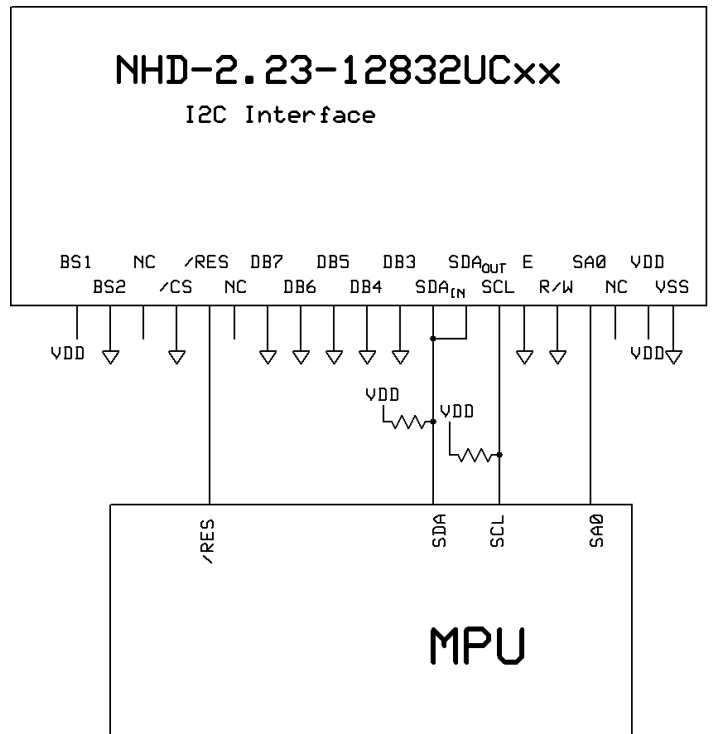 NHD-2.23-12832UCxx
I2C Interface
BS1 NC /RES DB7 DB5 DB3 SDAOUT E SA0 VDD
BS2 /CS NC DB6 DB4 SDAIN SCL R/W NC VSS
VDD VDD
VDD
VDD
/RES SDA SCL SA0
MPU